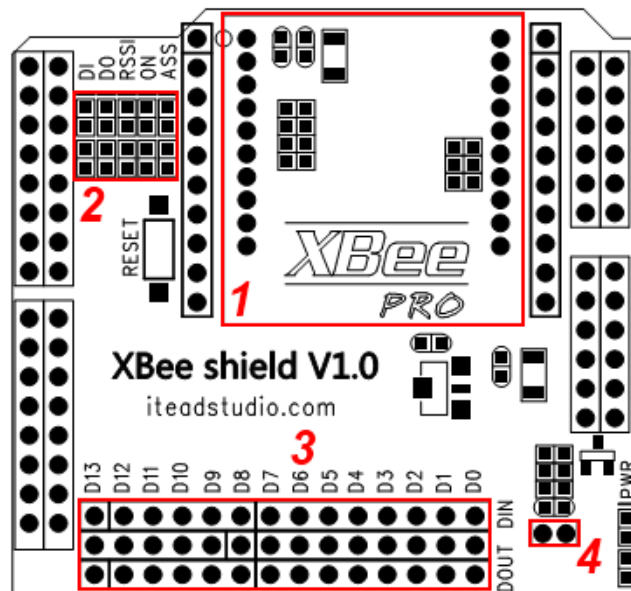 DI DO RSSI ON ASS
2
RESET
1
XBee
PRO
XBee shield V1.0
iteadstudio.com
3
D13 D12 D11 D10 D9 D8 D7 D6 D5 D4 D3 D2 D1 D0
DIN
DOUT
4
PWR